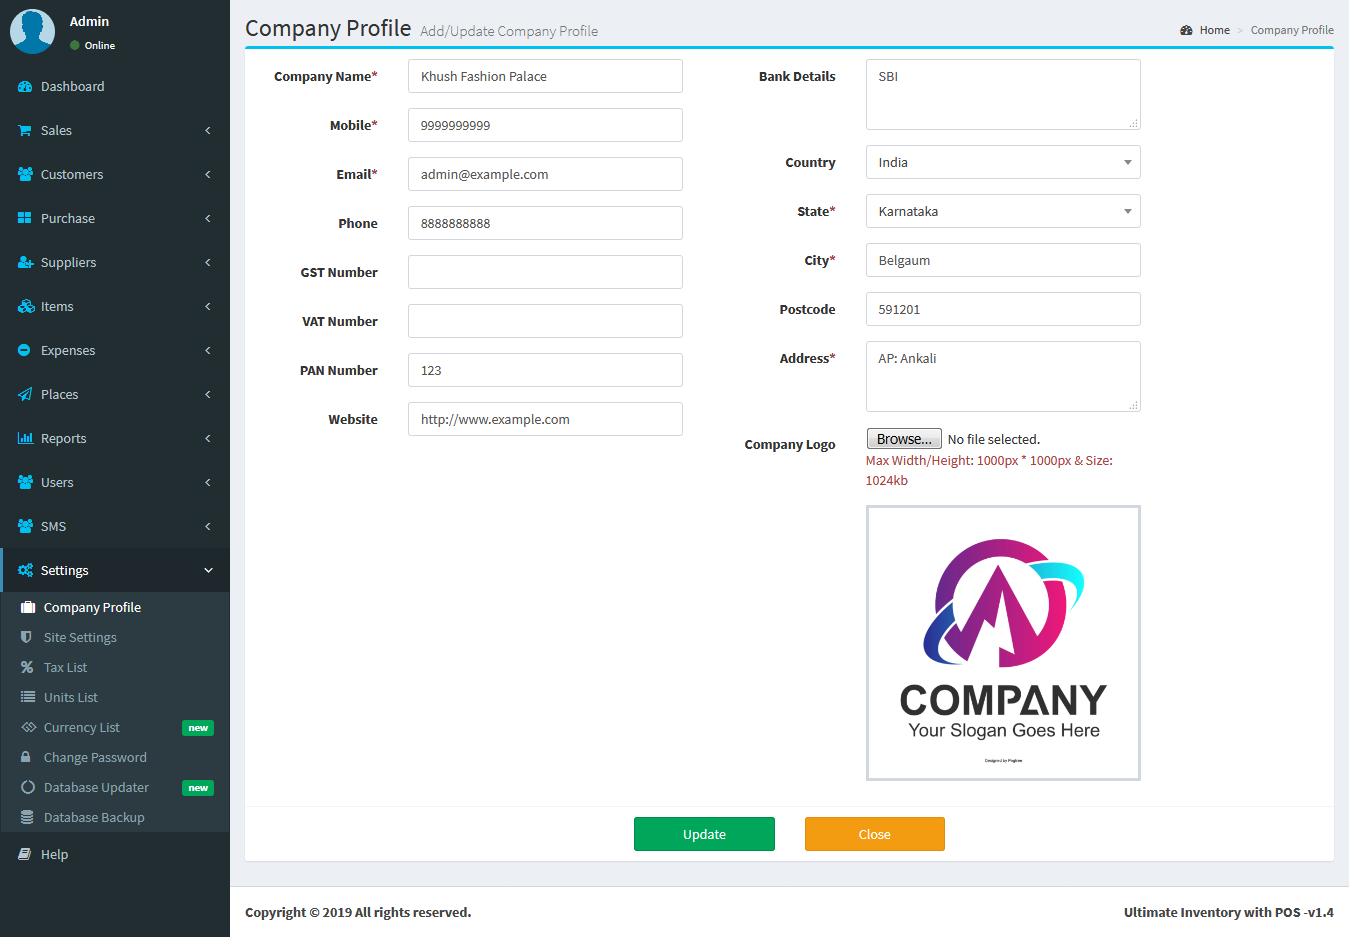 Admin
Online
Dashboard
Sales
Customers
Purchase
Suppliers
Items
Expenses
Places
Reports
Users
SMS
Settings
Company Profile
Site Settings
Tax List
Units List
Currency List new
Change Password
Database Updater new
Database Backup
Help
Company Profile Add/Update Company Profile
Home > Company Profile
Company Name* Khush Fashion Palace
Mobile* 9999999999
Email* admin@example.com
Phone 8888888888
GST Number
VAT Number
PAN Number 123
Website http://www.example.com
Bank Details SBI
Country India
State* Karnataka
City* Belgaum
Postcode 591201
Address* AP: Ankali
Company Logo Browse... No file selected.
Max Width/Height: 1000px * 1000px & Size:
1024kb
COMPANY
Your Slogan Goes Here
Designed by Pngtree
Update Close
Copyright © 2019 All rights reserved.
Ultimate Inventory with POS -v1.4